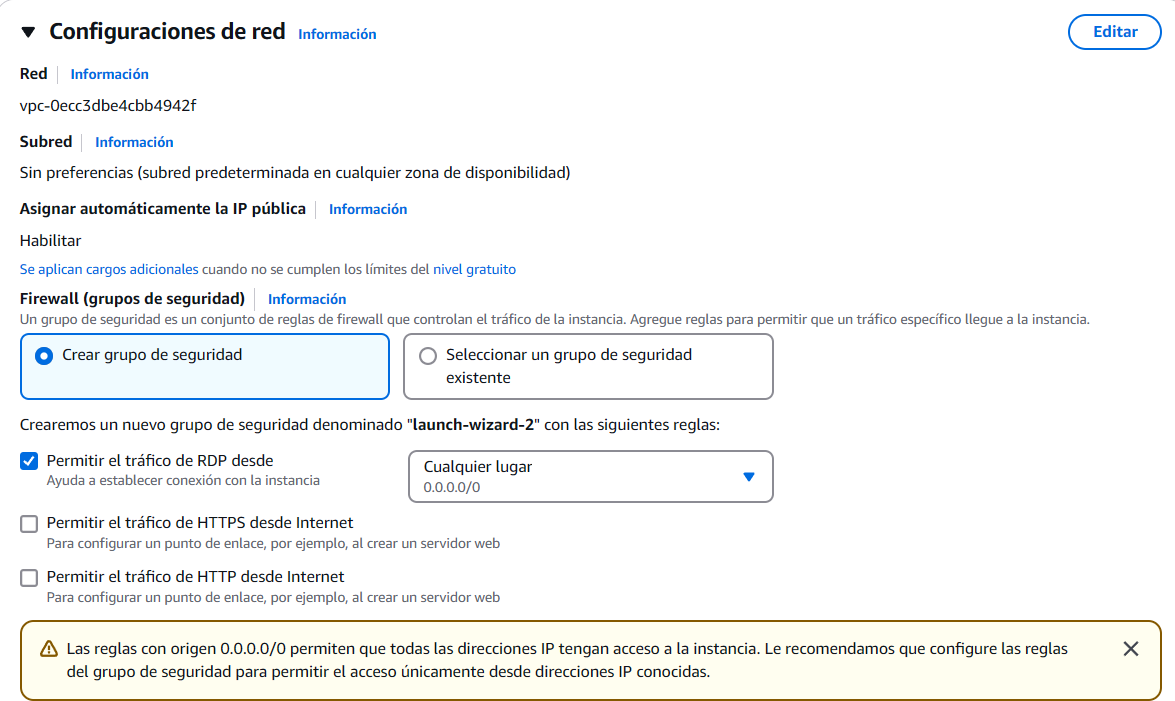 Configuraciones de red Información
Editar
Red Información
vpc-0ecc3dbe4cbb4942f
Subred Información
Sin preferencias (subred predeterminada en cualquier zona de disponibilidad)
Asignar automáticamente la IP pública Información
Habilitar
Se aplican cargos adicionales cuando no se cumplen los límites del nivel gratuito
Firewall (grupos de seguridad) Información
Un grupo de seguridad es un conjunto de reglas de firewall que controlan el tráfico de la instancia. Agregue reglas para permitir que un tráfico específico llegue a la instancia.
Crear grupo de seguridad
Seleccionar un grupo de seguridad
existente
Crearemos un nuevo grupo de seguridad denominado "launch-wizard-2" con las siguientes reglas:
Permitir el tráfico de RDP desde
Ayuda a establecer conexión con la instancia
Cualquier lugar
0.0.0.0/0
Permitir el tráfico de HTTPS desde Internet
Para configurar un punto de enlace, por ejemplo, al crear un servidor web
Permitir el tráfico de HTTP desde Internet
Para configurar un punto de enlace, por ejemplo, al crear un servidor web
Las reglas con origen 0.0.0.0/0 permiten que todas las direcciones IP tengan acceso a la instancia. Le recomendamos que configure las reglas
del grupo de seguridad para permitir el acceso únicamente desde direcciones IP conocidas.